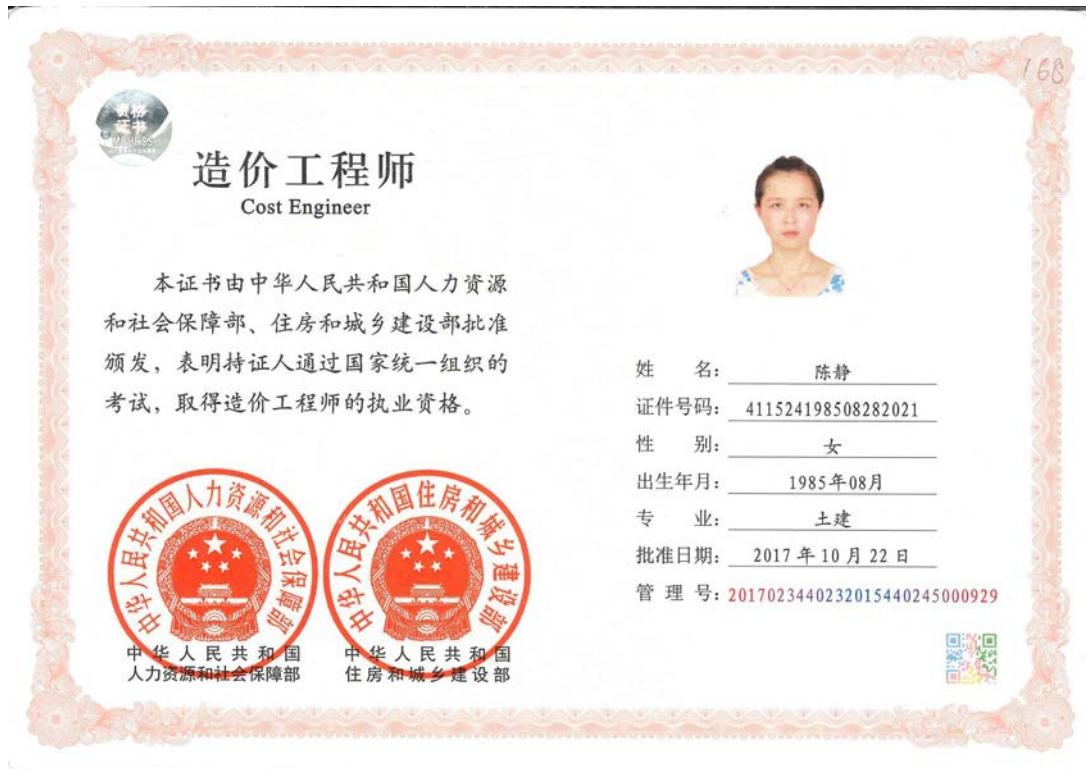 168
资格
证书
MOHRSS
造价工程师
Cost Engineer
本证书由中华人民共和国人力资源
和社会保障部、住房和城乡建设部批准
颁发，表明持证人通过国家统一组织的
考试，取得造价工程师的执业资格。
姓 名：陈静
证件号码：411524198508282021
性 别：女
出生年月：1985年08月
专 业：土建
批准日期：2017年10月22日
管 理 号：20170234402320154402450​00929
中华人民共和国人力资源和社会保障部
中华人民共和国住房和城乡建设部
中华人民共和国
人力资源和社会保障部
中华人民共和国
住房和城乡建设部